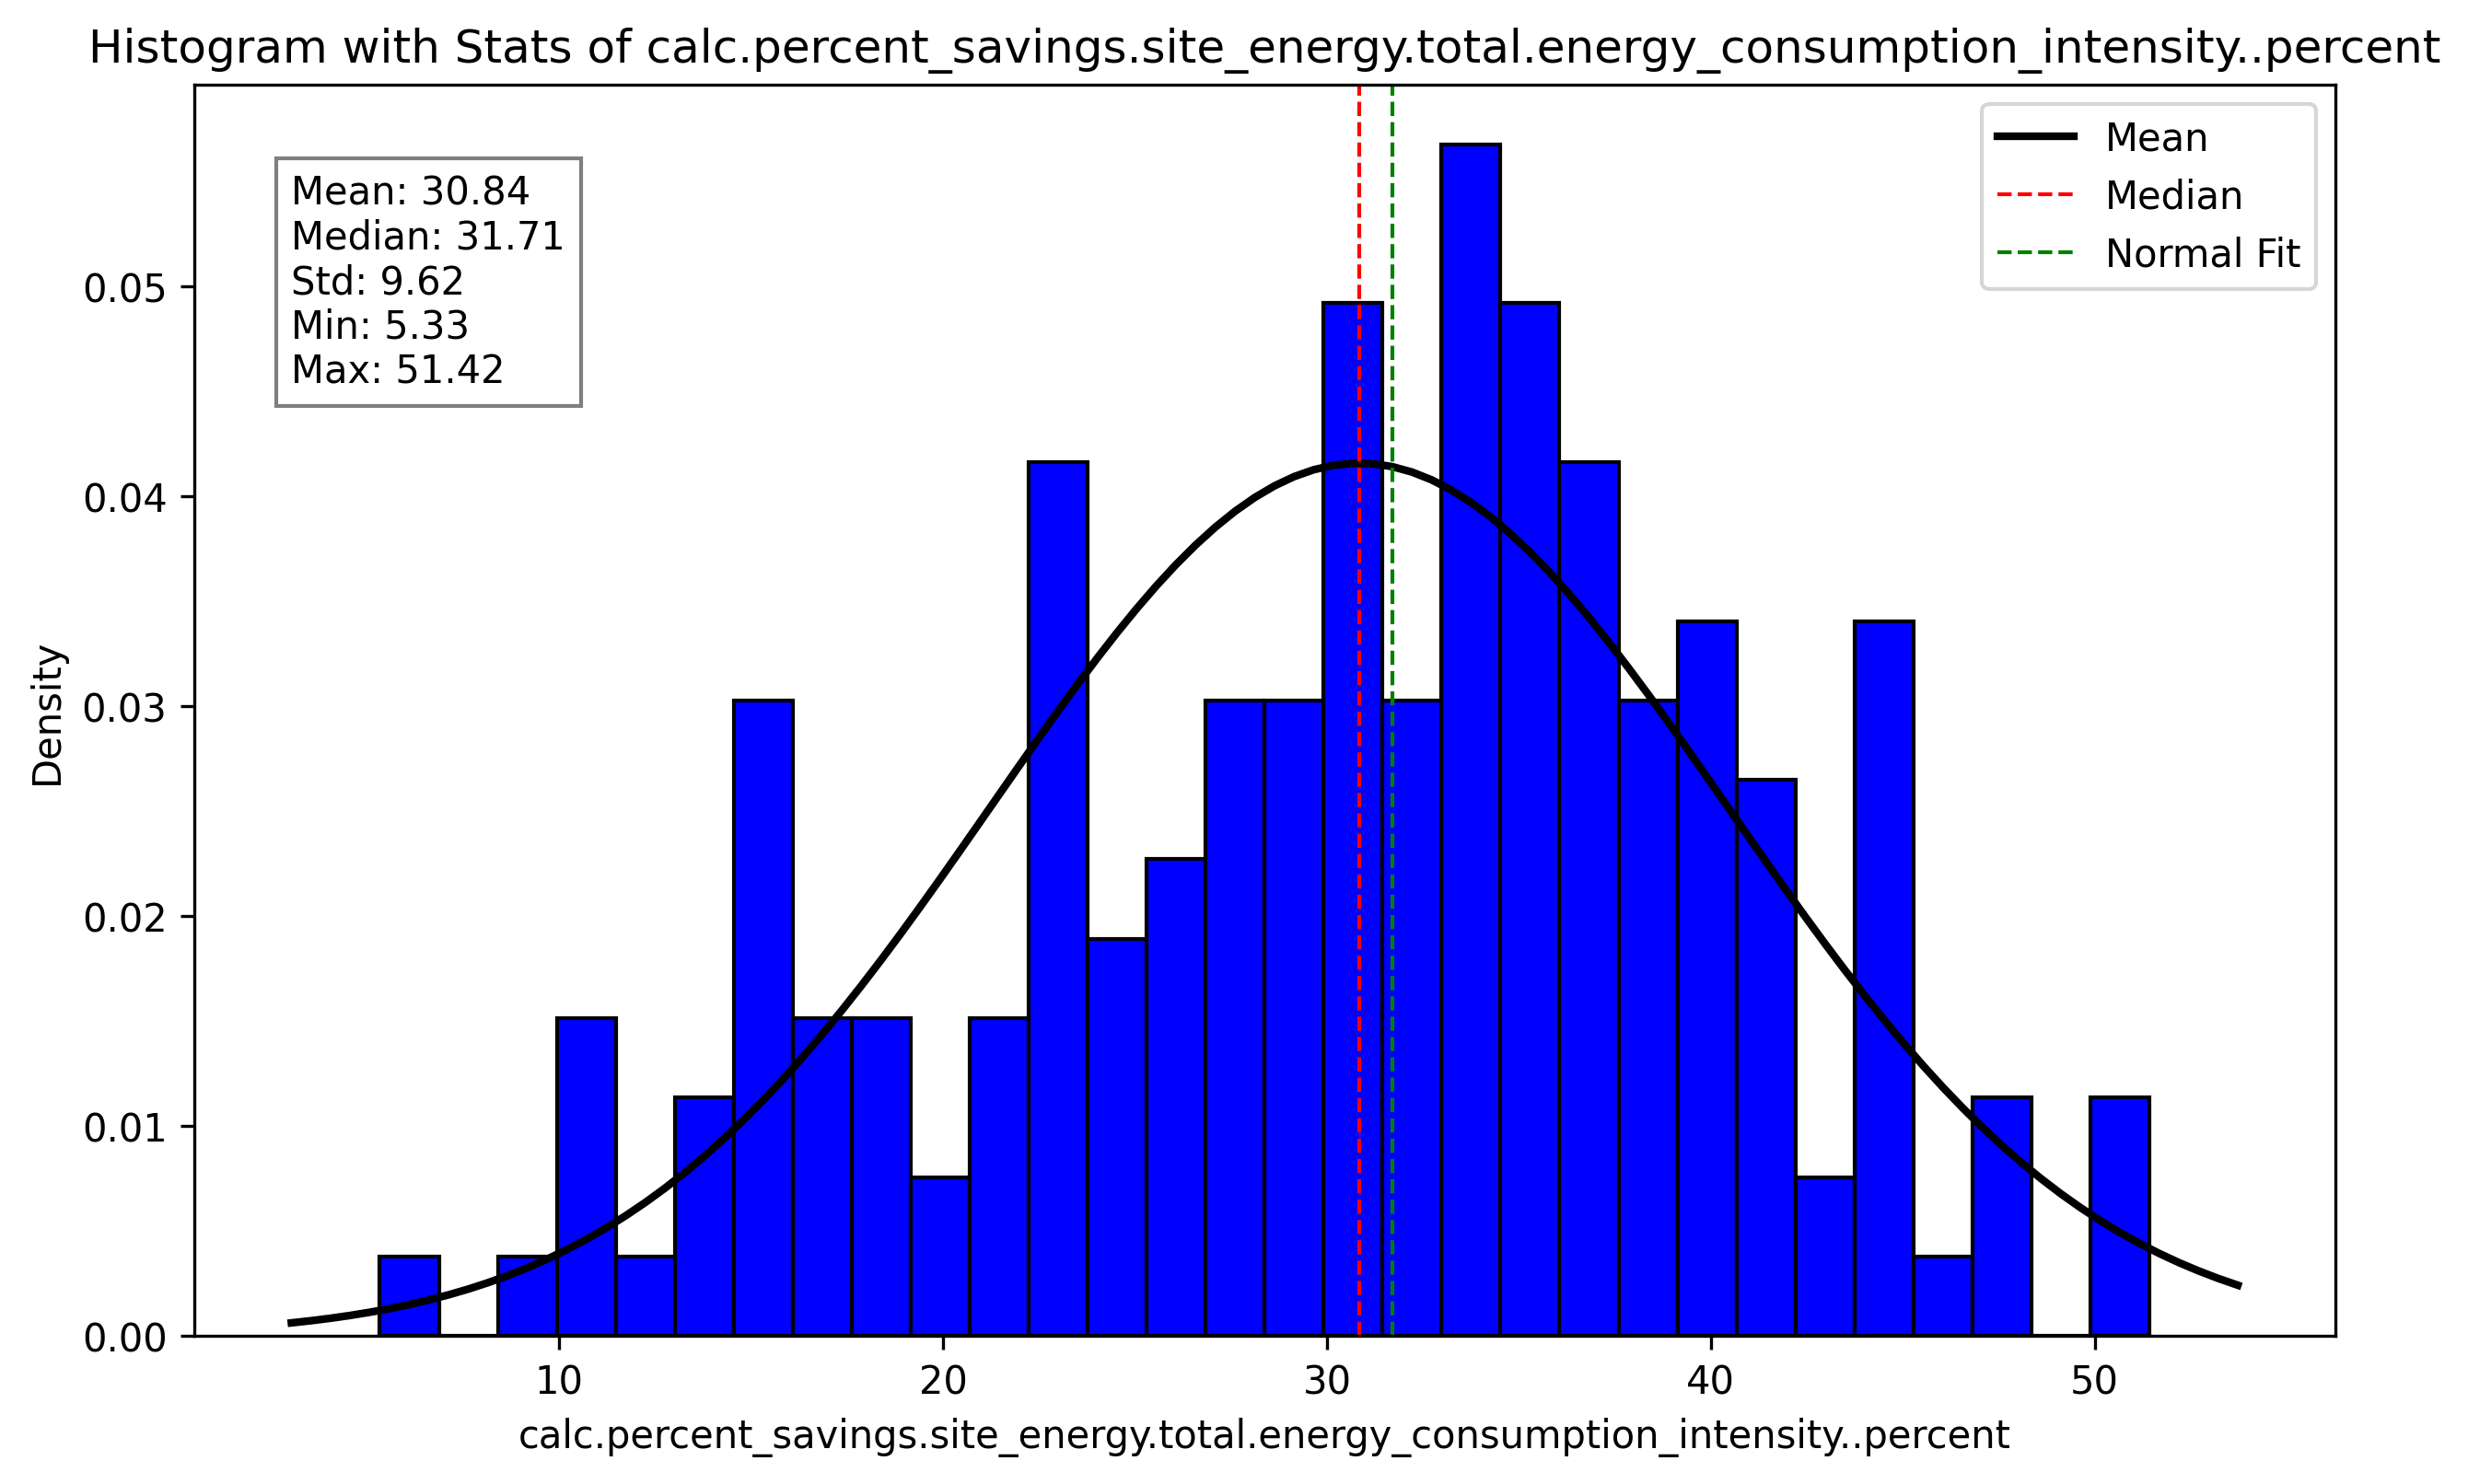 Histogram with Stats of calc.percent_savings.site_energy.total.energy_consumption_intensity..percent
Mean: 30.84
Median: 31.71
Std: 9.62
Min: 5.33
Max: 51.42
Mean
Median
Normal Fit
Density
0.05
0.04
0.03
0.02
0.01
0.00
10 20 30 40 50
calc.percent_savings.site_energy.total.energy_consumption_intensity..percent